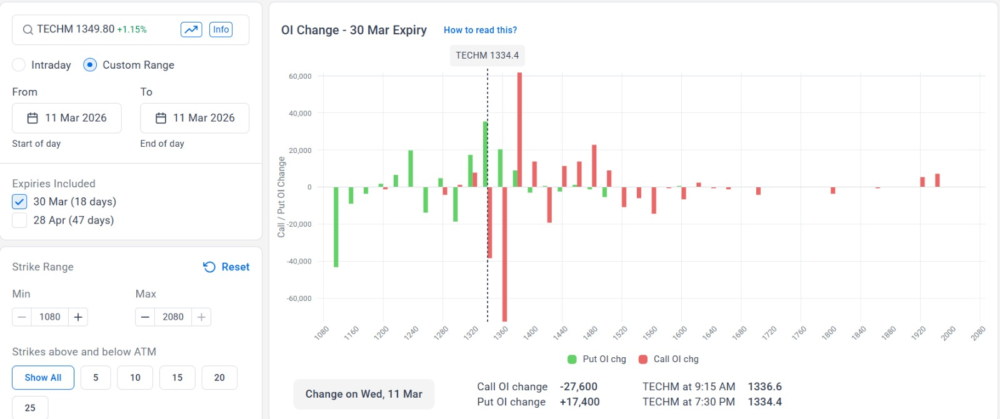 TECHM 1349.80 +1.15%
Info
Intraday
Custom Range
From
To
11 Mar 2026
11 Mar 2026
Start of day
End of day
Expiries Included
30 Mar (18 days)
28 Apr (47 days)
Strike Range
Reset
Min
Max
1080
2080
Strikes above and below ATM
Show All
5
10
15
20
25
OI Change - 30 Mar Expiry
How to read this?
TECHM 1334.4
Call / Put OI Change
60,000
40,000
20,000
0
-20,000
-40,000
-60,000
1080
1160
1200
1240
1280
1320
1360
1400
1440
1480
1520
1560
1600
1640
1680
1720
1760
1800
1840
1880
1920
2000
2080
Put OI chg
Call OI chg
Change on Wed, 11 Mar
Call OI change -27,600
Put OI change +17,400
TECHM at 9:15 AM 1336.6
TECHM at 7:30 PM 1334.4